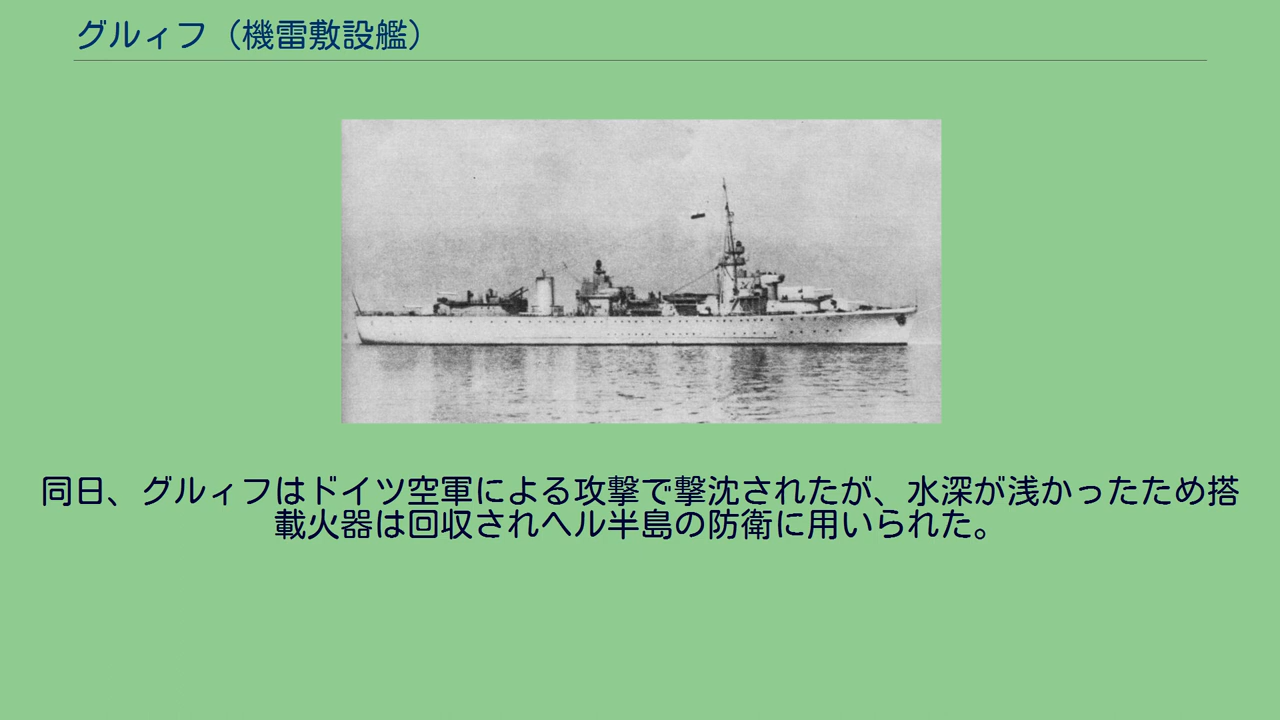 グルィフ（機雷敷設艦）
同日、グルィフはドイツ空軍による攻撃で撃沈されたが、水深が浅かったため搭
載火器は回収されヘル半島の防衛に用いられた。